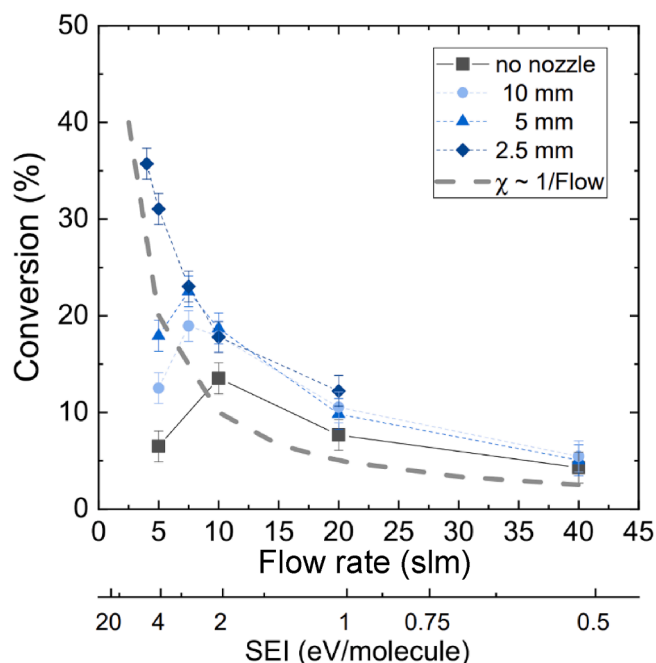 50
40
30
20
10
0
Conversion (%)
no nozzle
10 mm
5 mm
2.5 mm
χ ~ 1/Flow
0 5 10 15 20 25 30 35 40 45
Flow rate (slm)
20 4 2 1 0.75 0.5
SEI (eV/molecule)